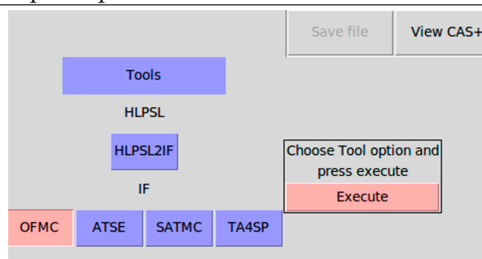 Save file View CAS+
Tools
HLPSL
HLPSL2IF
Choose Tool option and
press execute
IF
Execute
OFMC ATSE SATMC TA4SP